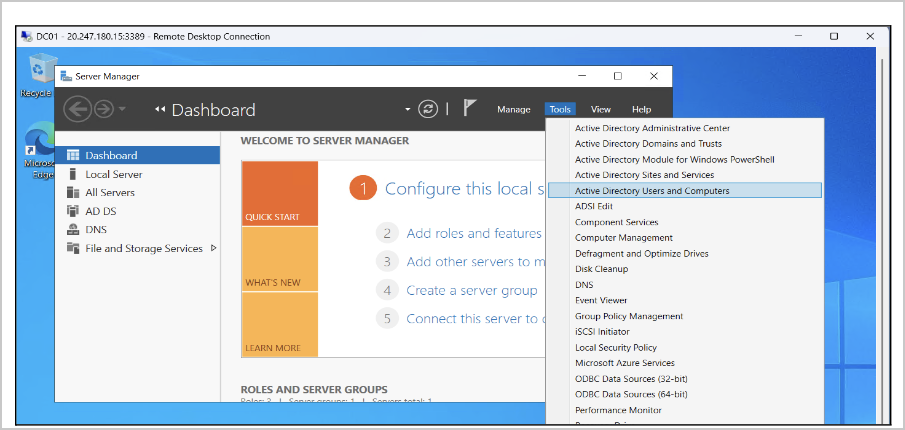 DC01 - 20.247.180.15:3389 - Remote Desktop Connection
Recycle
Microso
Edge
Server Manager
Dashboard
Manage Tools View Help
Dashboard
Local Server
All Servers
AD DS
DNS
File and Storage Services
WELCOME TO SERVER MANAGER
QUICK START
WHAT'S NEW
LEARN MORE
1 Configure this local s
2 Add roles and features
3 Add other servers to m
4 Create a server group
5 Connect this server to c
ROLES AND SERVER GROUPS
Roles: 3 | Server groups: 1 | Servers total: 1
Active Directory Administrative Center
Active Directory Domains and Trusts
Active Directory Module for Windows PowerShell
Active Directory Sites and Services
Active Directory Users and Computers
ADSI Edit
Component Services
Computer Management
Defragment and Optimize Drives
Disk Cleanup
DNS
Event Viewer
Group Policy Management
iSCSI Initiator
Local Security Policy
Microsoft Azure Services
ODBC Data Sources (32-bit)
ODBC Data Sources (64-bit)
Performance Monitor